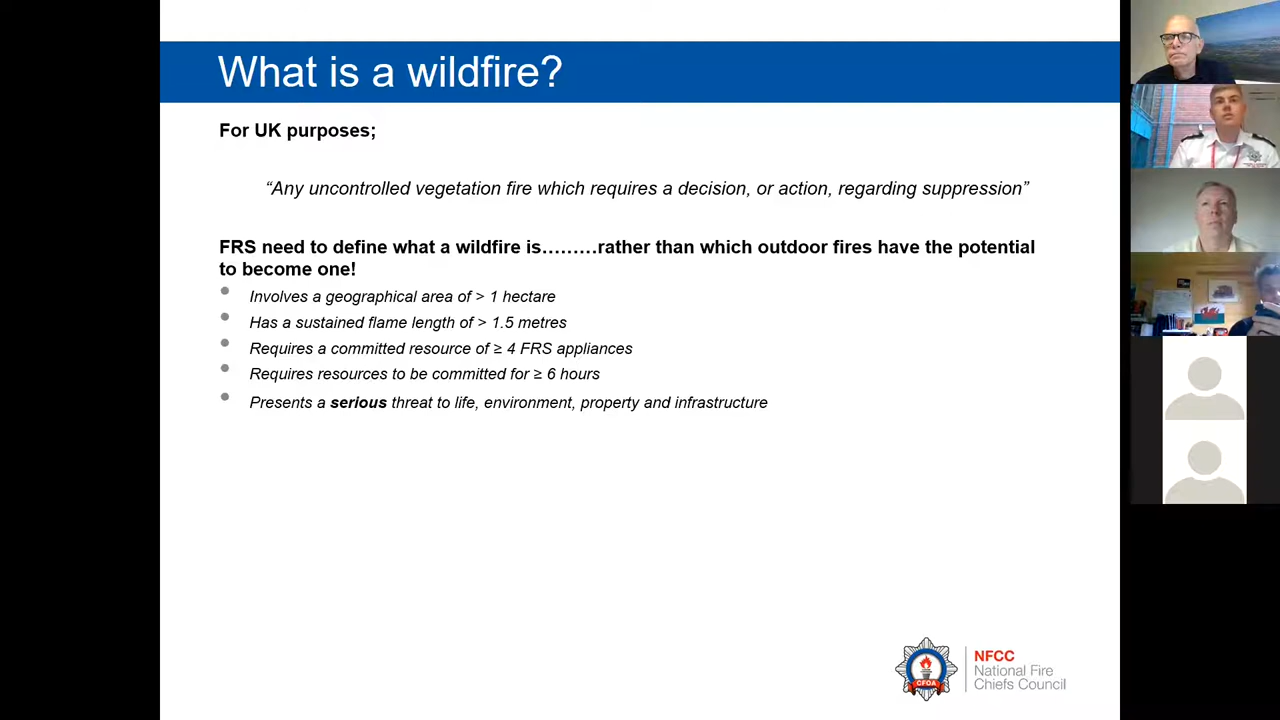 What is a wildfire?
For UK purposes;
“Any uncontrolled vegetation fire which requires a decision, or action, regarding suppression”
FRS need to define what a wildfire is………rather than which outdoor fires have the potential
to become one!
Involves a geographical area of > 1 hectare
Has a sustained flame length of > 1.5 metres
Requires a committed resource of ≥ 4 FRS appliances
Requires resources to be committed for ≥ 6 hours
Presents a serious threat to life, environment, property and infrastructure
CFOA
NFCC
National Fire
Chiefs Council